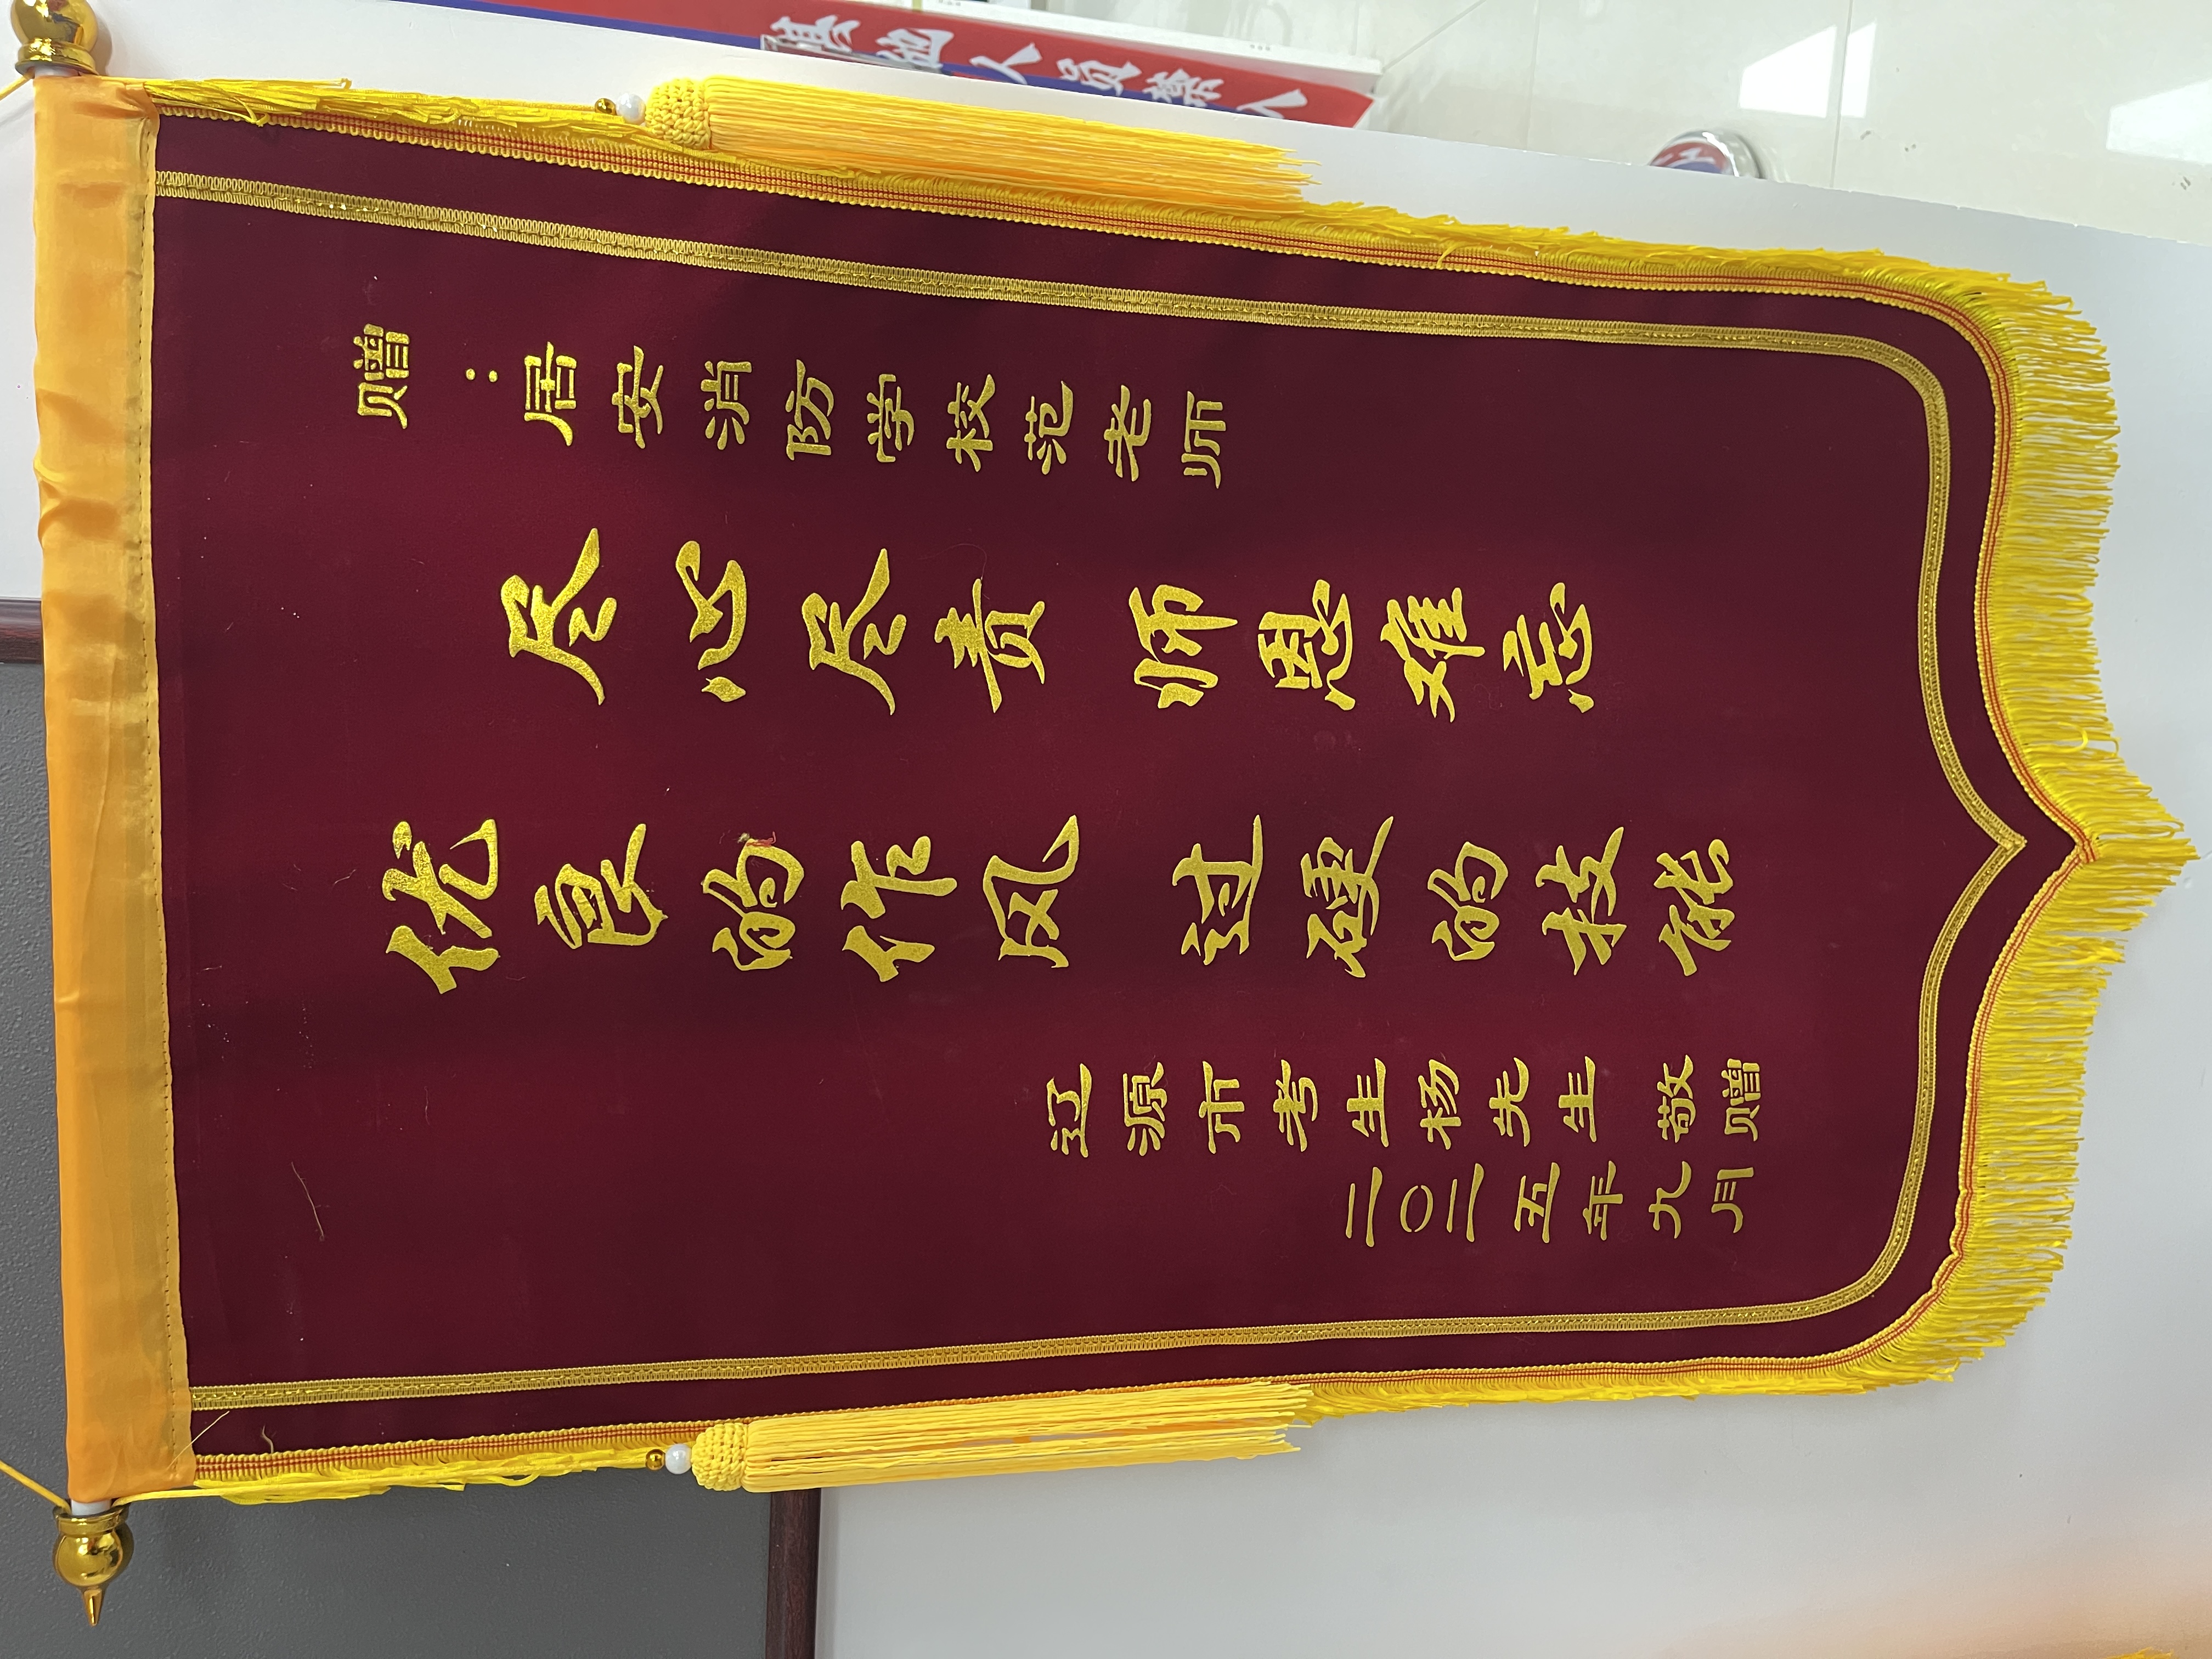 赠：居安消防学校范老师
尽心尽责 师恩难忘
优良的作风 过硬的技能
辽源市考生杨先生 敬赠
二〇二五年九月